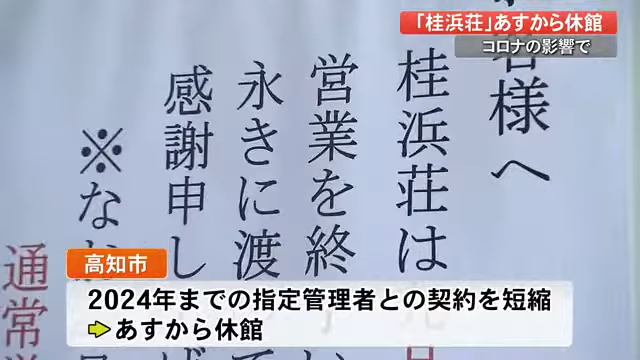 「桂浜荘」あすから休館
コロナの影響で
様へ
桂浜荘は
営業を終
永きに渡
感謝申し
※な
通常
高知市
2024年までの指定管理者との契約を短縮
⇨あすから休館